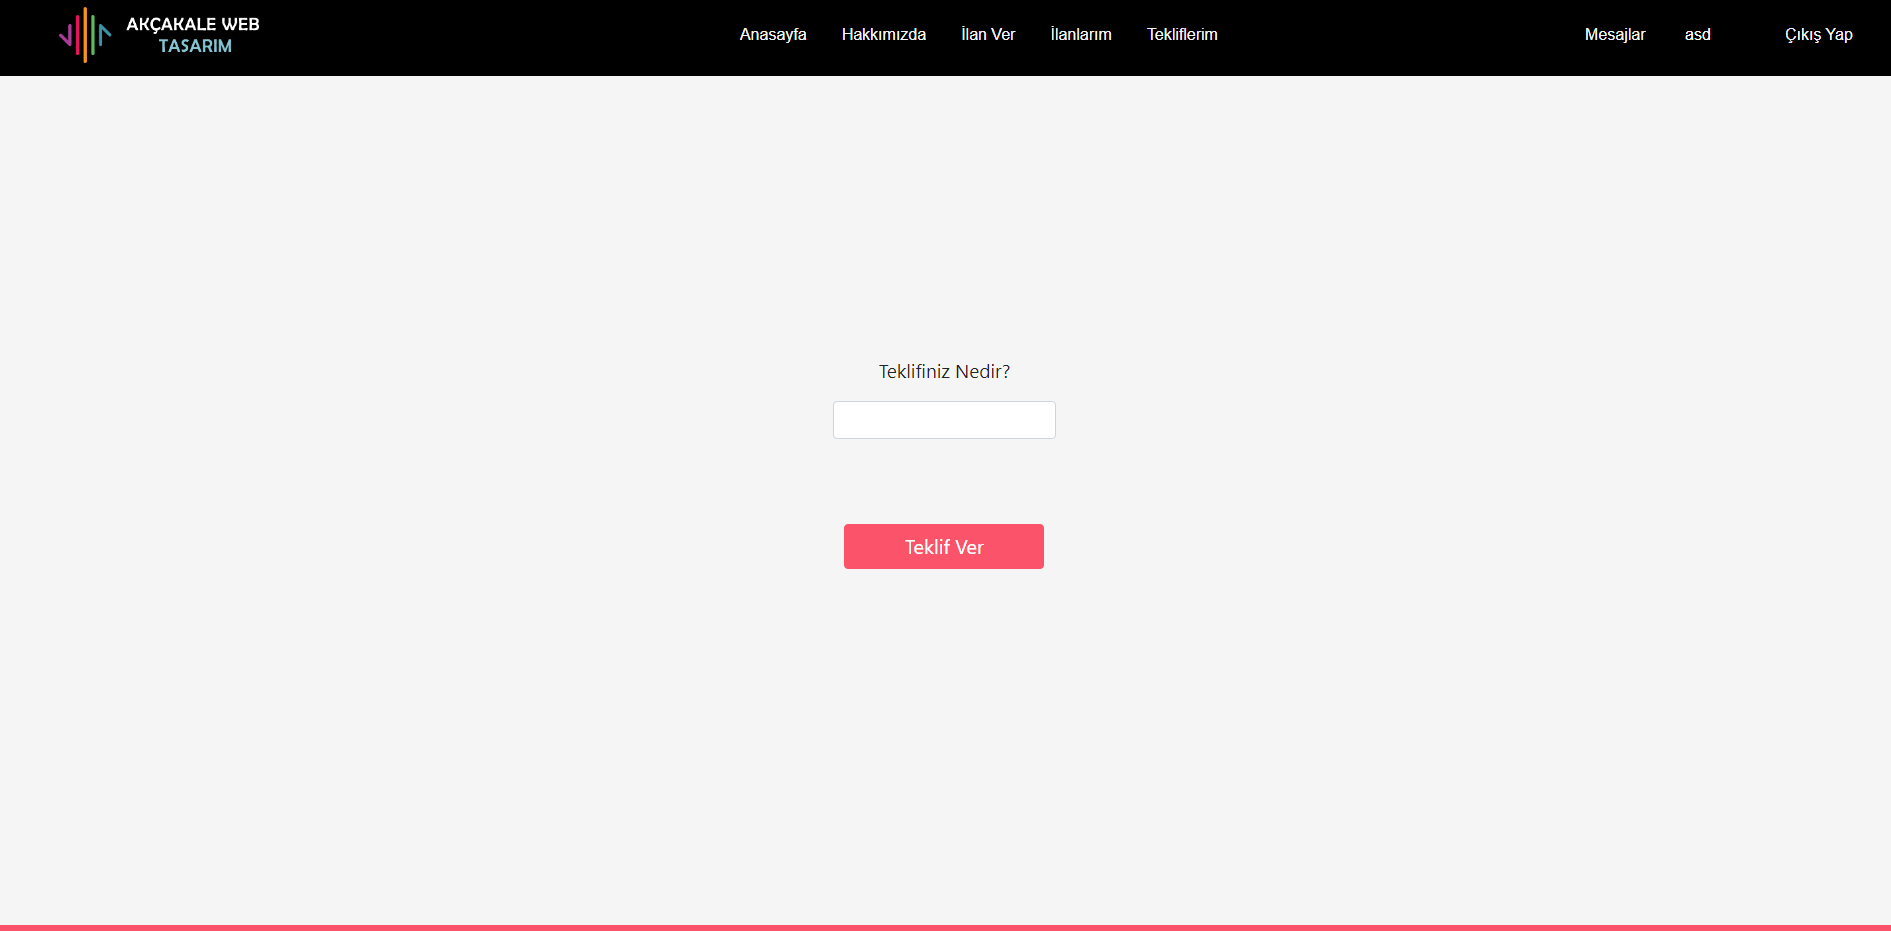 AKÇAKALE WEB
TASARIM
Anasayfa Hakkımızda İlan Ver İlanlarım Tekliflerim Mesajlar asd Çıkış Yap
Teklifiniz Nedir?
Teklif Ver